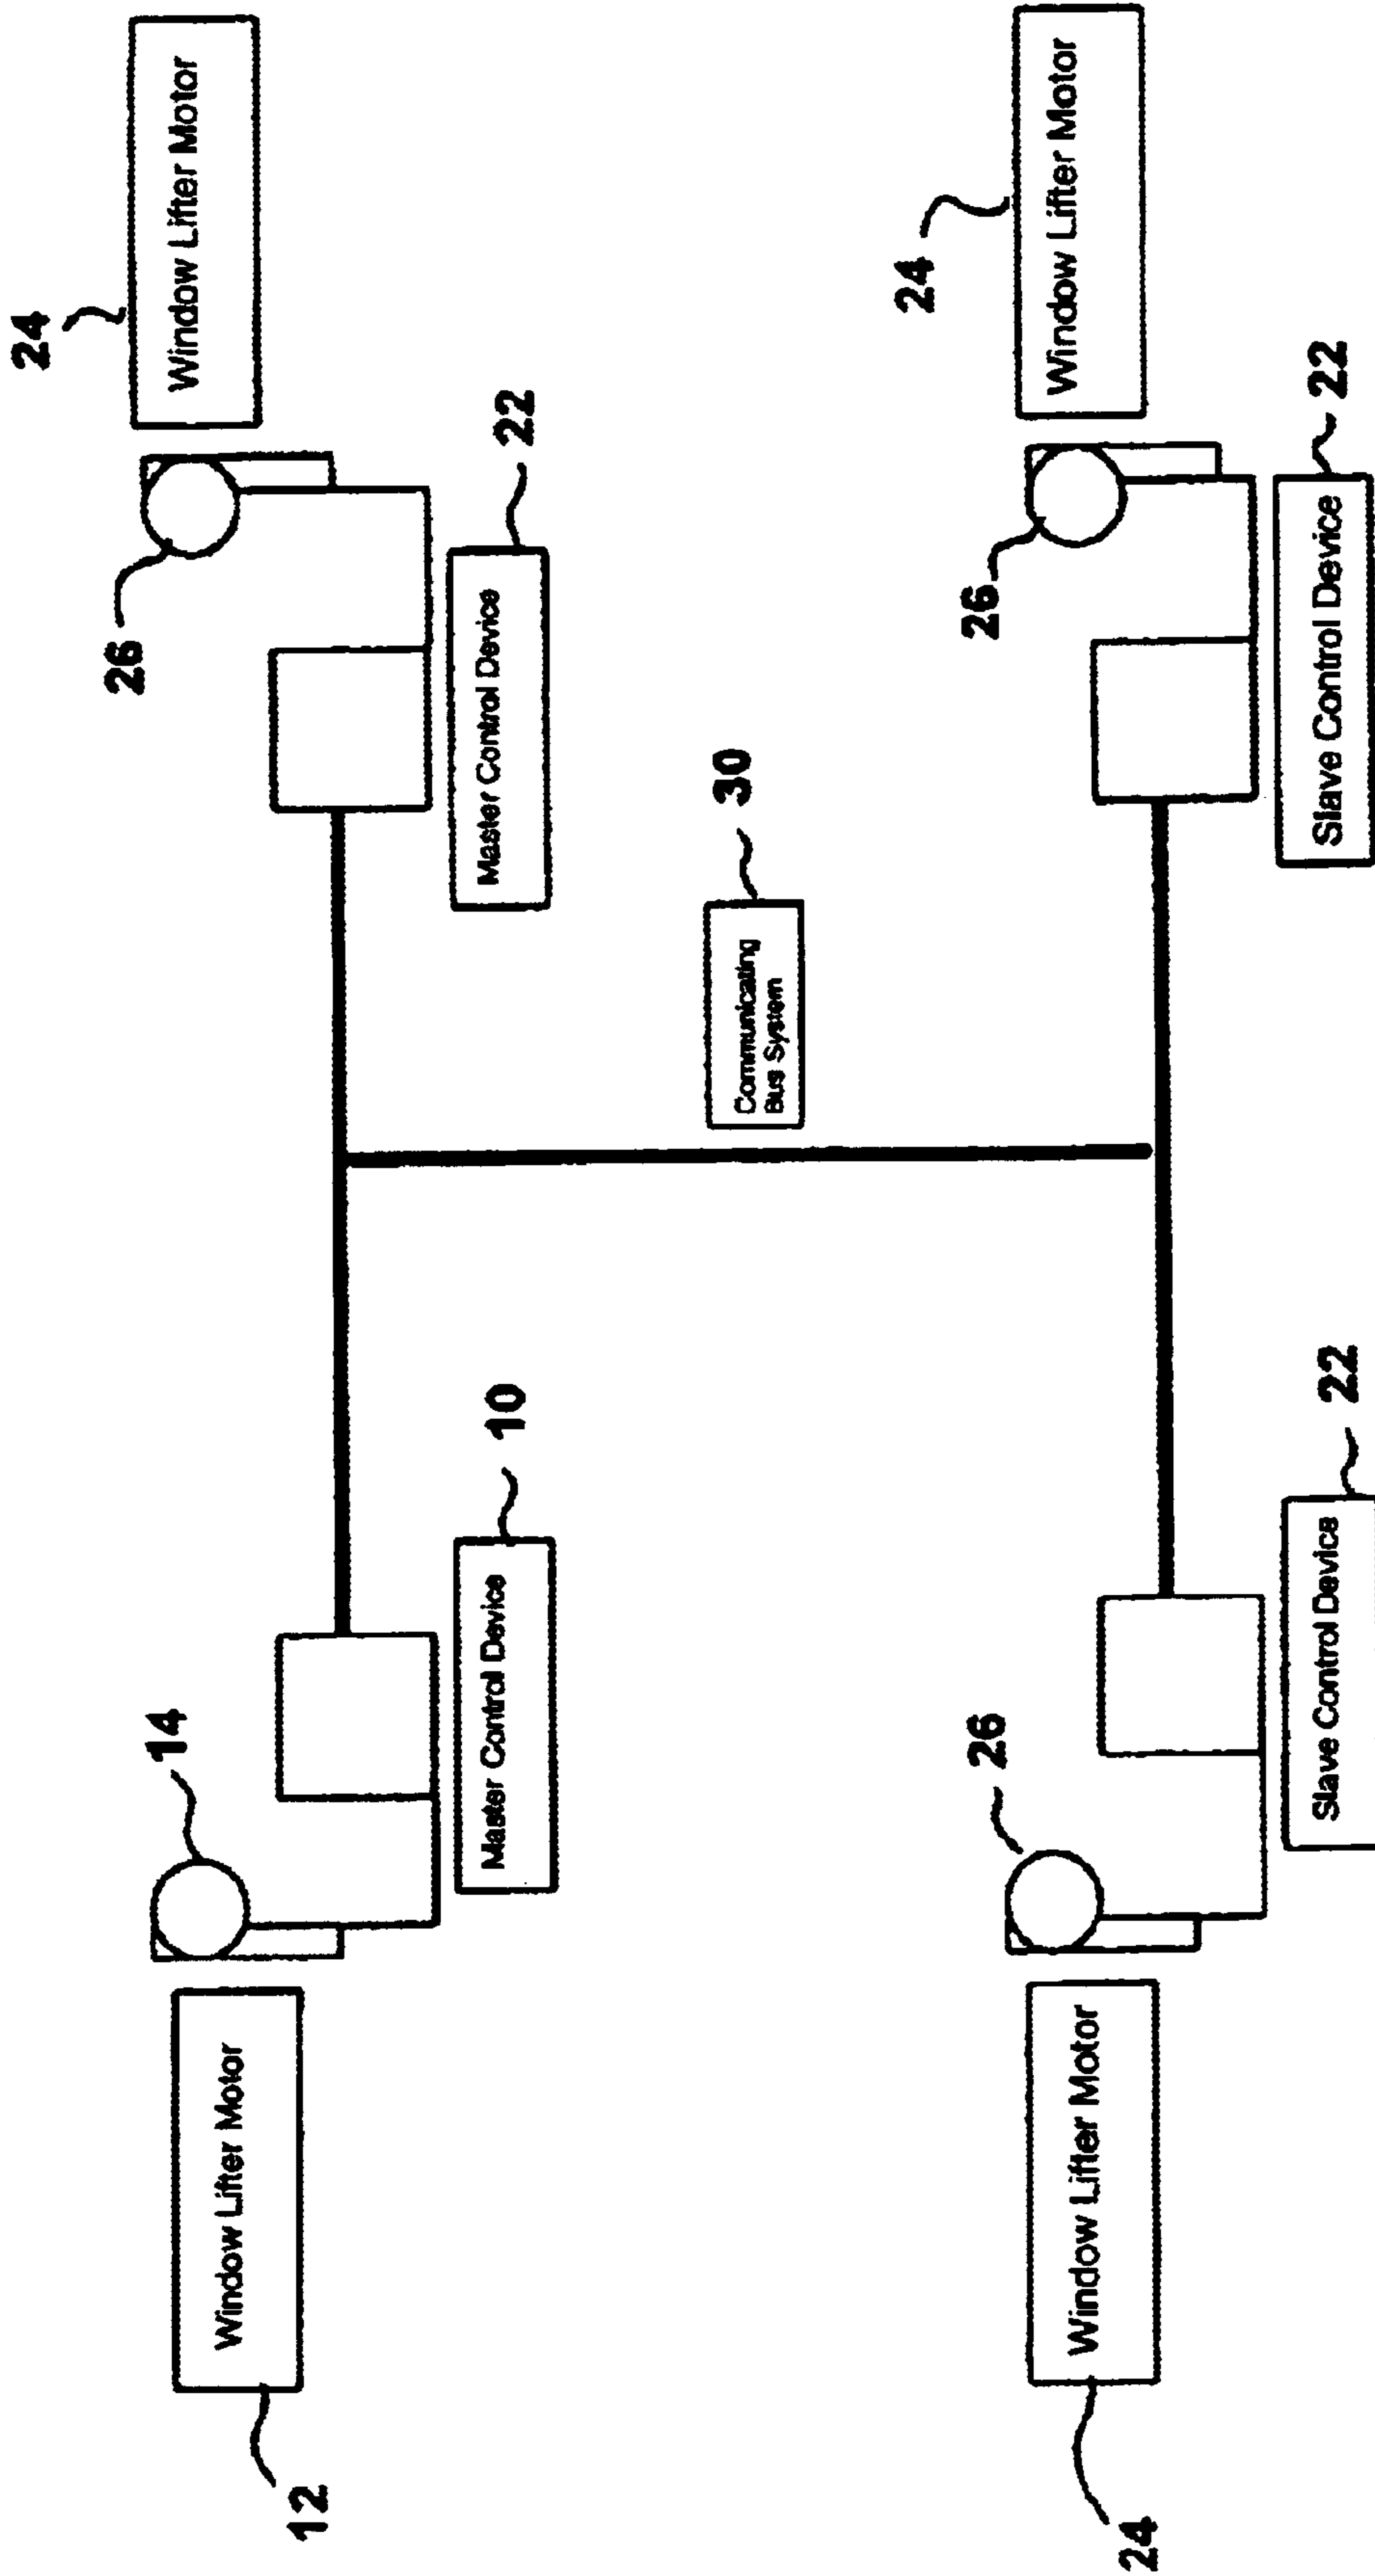 24
26
14
Window Lifter Motor
Window Lifter Motor
12
Master Control Device
10
Master Control Device
22
Communicating
Bus System
30
24
26
26
Window Lifter Motor
Window Lifter Motor
24
Slave Control Device
22
Slave Control Device
22